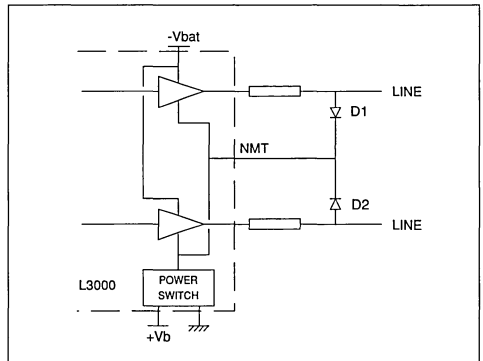 -Vbat
LINE
D1
NMT
D2
LINE
L3000
POWER
SWITCH
+Vb